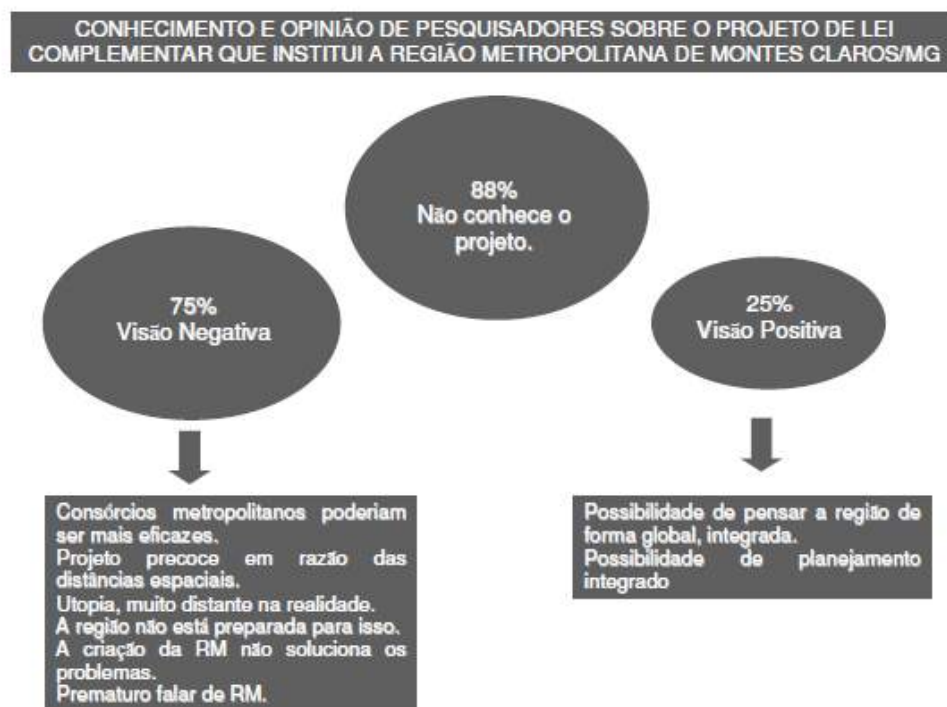 CONHECIMENTO E OPINIÃO DE PESQUISADORES SOBRE O PROJETO DE LEI
COMPLEMENTAR QUE INSTITUI A REGIÃO METROPOLITANA DE MONTES CLAROS/MG
88%
Não conhece o
projeto.
75%
Visão Negativa
25%
Visão Positiva
Consórcios metropolitanos poderiam
ser mais eficazes.
Projeto precoce em razão das
distâncias espaciais.
Utopia, muito distante na realidade.
A região não está preparada para isso.
A criação da RM não soluciona os
problemas.
Prematuro falar de RM.
Possibilidade de pensar a região de
forma global, integrada.
Possibilidade de planejamento
integrado